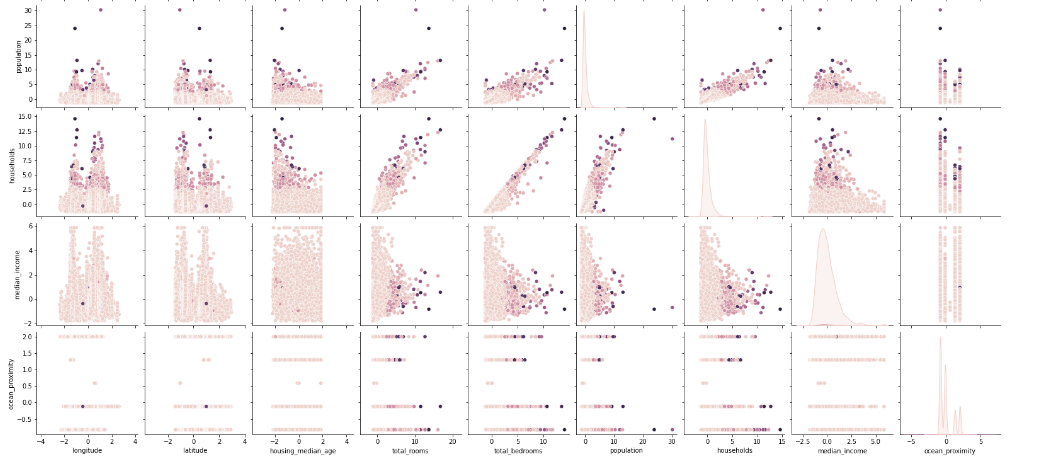 30
25
20
15
10
5
0
population
15.0
12.5
10.0
7.5
5.0
2.5
0.0
households
6
4
2
0
−2
median_income
2.0
1.5
1.0
0.5
0.0
−0.5
ocean_proximity
−4 −2 0 2 4
−2 0 2 4
−2 0 2 4
0 10 20
0 5 10
0 10 20 30
0 5 10 15
−2.5 0.0 2.5 5.0
−5 0 5
longitude
latitude
housing_median_age
total_rooms
total_bedrooms
population
households
median_income
ocean_proximity